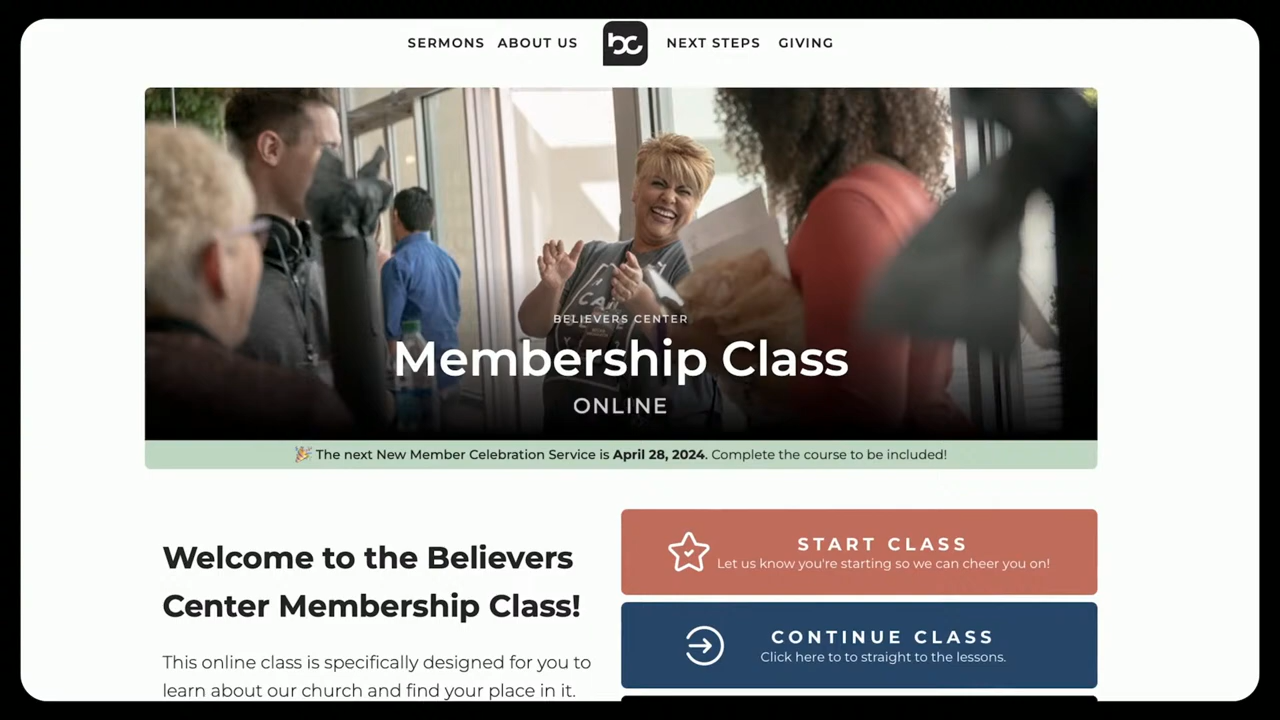 SERMONS ABOUT US bc NEXT STEPS GIVING
CAN
BELIEVERS CENTER
Membership Class
ONLINE
🎉 The next New Member Celebration Service is April 28, 2024. Complete the course to be included!
Welcome to the Believers
Center Membership Class!
This online class is specifically designed for you to
learn about our church and find your place in it.
START CLASS
Let us know you're starting so we can cheer you on!
CONTINUE CLASS
Click here to to straight to the lessons.